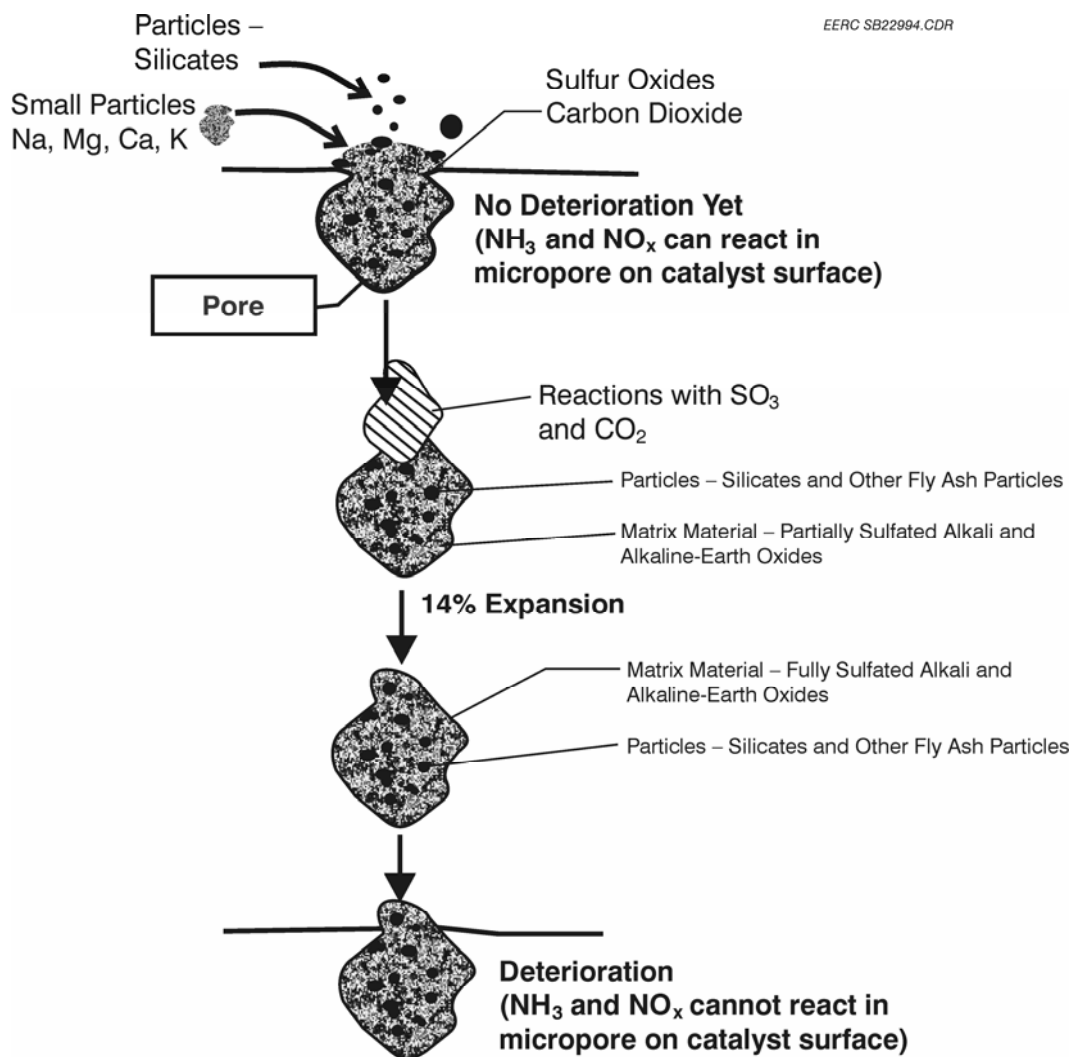 EERC SB22994.CDR
Particles –
Silicates
Small Particles
Na, Mg, Ca, K
Sulfur Oxides
Carbon Dioxide
No Deterioration Yet
(NH₃ and NOₓ can react in
micropore on catalyst surface)
Pore
Reactions with SO₃
and CO₂
Particles – Silicates and Other Fly Ash Particles
Matrix Material – Partially Sulfated Alkali and
Alkaline-Earth Oxides
14% Expansion
Matrix Material – Fully Sulfated Alkali and
Alkaline-Earth Oxides
Particles – Silicates and Other Fly Ash Particles
Deterioration
(NH₃ and NOₓ cannot react in
micropore on catalyst surface)